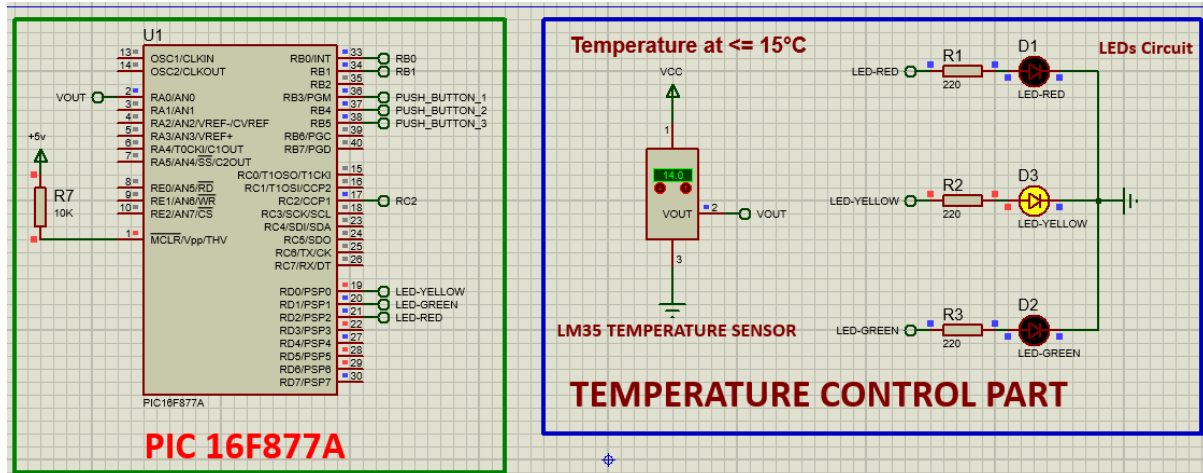 U1
13 OSC1/CLKIN
14 OSC2/CLKOUT
VOUT 2 RA0/AN0
3 RA1/AN1
4 RA2/AN2/VREF-/CVREF
5 RA3/AN3/VREF+
6 RA4/T0CKI/C1OUT
7 RA5/AN4/SS/C2OUT
8 RE0/AN5/RD
9 RE1/AN6/WR
10 RE2/AN7/CS
1 MCLR/Vpp/THV
+5v
R7
10K
RB0/INT 33 RB0
RB1 34 RB1
RB2 35
RB3/PGM 36 PUSH_BUTTON_1
RB4 37 PUSH_BUTTON_2
RB5 38 PUSH_BUTTON_3
RB6/PGC 39
RB7/PGD 40
RC0/T1OSO/T1CKI 15
RC1/T1OSI/CCP2 16
RC2/CCP1 17 RC2
RC3/SCK/SCL 18
RC4/SDI/SDA 23
RC5/SDO 24
RC6/TX/CK 25
RC7/RX/DT 26
RD0/PSP0 19 LED-YELLOW
RD1/PSP1 20 LED-GREEN
RD2/PSP2 21 LED-RED
RD3/PSP3 22
RD4/PSP4 27
RD5/PSP5 28
RD6/PSP6 29
RD7/PSP7 30
PIC16F877A
PIC 16F877A
Temperature at <= 15°C
VCC
1
14.0
VOUT 2 VOUT
3
LM35 TEMPERATURE SENSOR
LEDs Circuit
LED-RED R1 D1
220 LED-RED
LED-YELLOW R2 D3
220 LED-YELLOW
LED-GREEN R3 D2
220 LED-GREEN
TEMPERATURE CONTROL PART